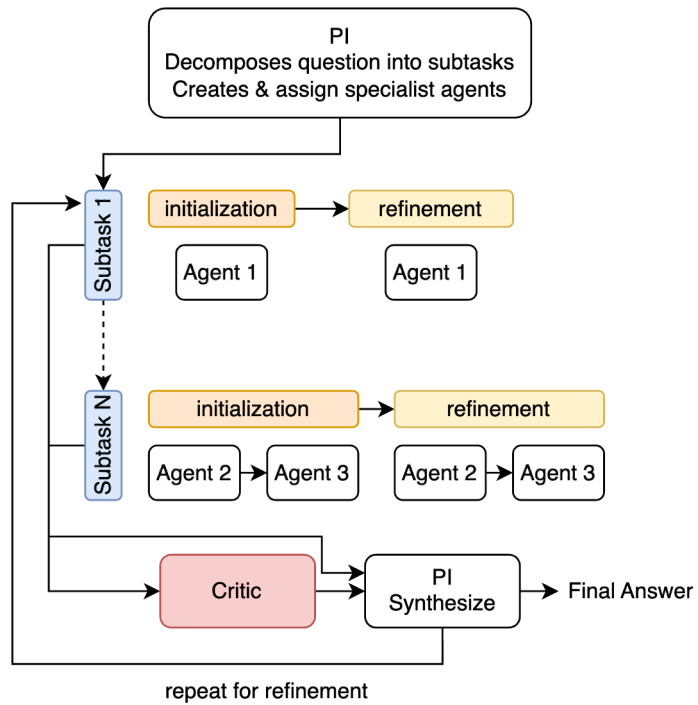 PI
Decomposes question into subtasks
Creates & assign specialist agents
Subtask 1
initialization
refinement
Agent 1
Agent 1
Subtask N
initialization
refinement
Agent 2
Agent 3
Agent 2
Agent 3
Critic
PI
Synthesize
Final Answer
repeat for refinement